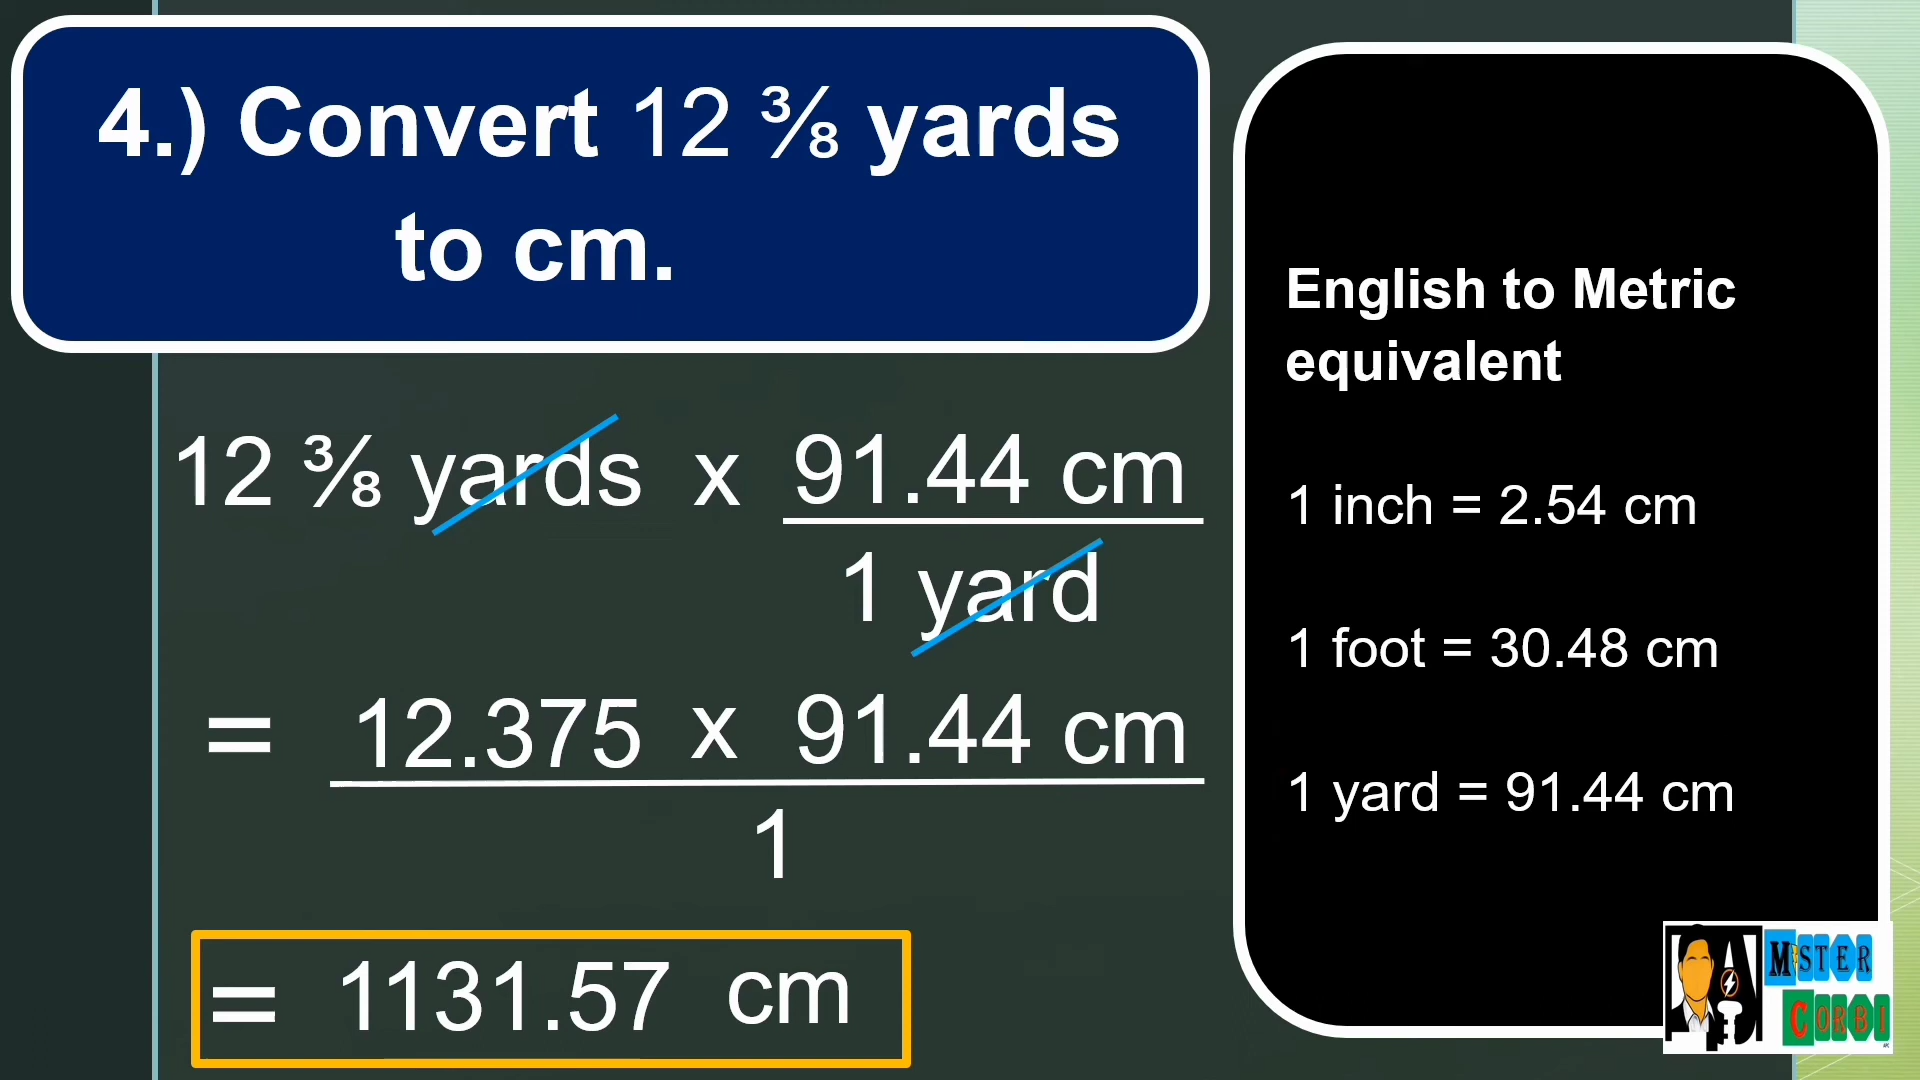 4.) Convert 12 ⅜ yards
to cm.
12 ⅜ yards x 91.44 cm
1 yard
= 12.375 x 91.44 cm
1
= 1131.57 cm
English to Metric
equivalent
1 inch = 2.54 cm
1 foot = 30.48 cm
1 yard = 91.44 cm
MISTER
CORBI